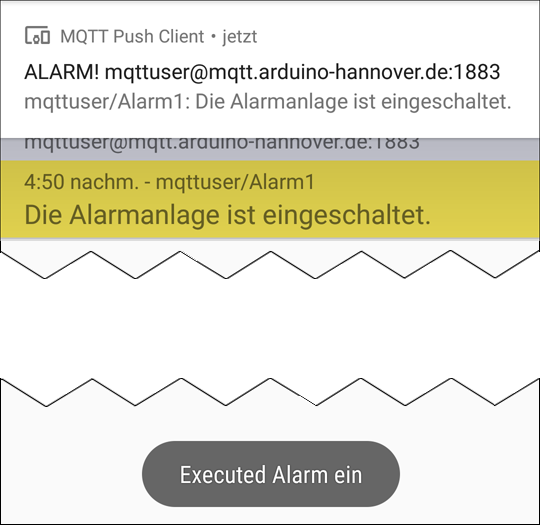 MQTT Push Client • jetzt
ALARM! mqttuser@mqtt.arduino-hannover.de:1883
mqttuser/Alarm1: Die Alarmanlage ist eingeschaltet.
mqttuser@mqtt.arduino-hannover.de:1883
4:50 nachm. - mqttuser/Alarm1
Die Alarmanlage ist eingeschaltet.
Executed Alarm ein